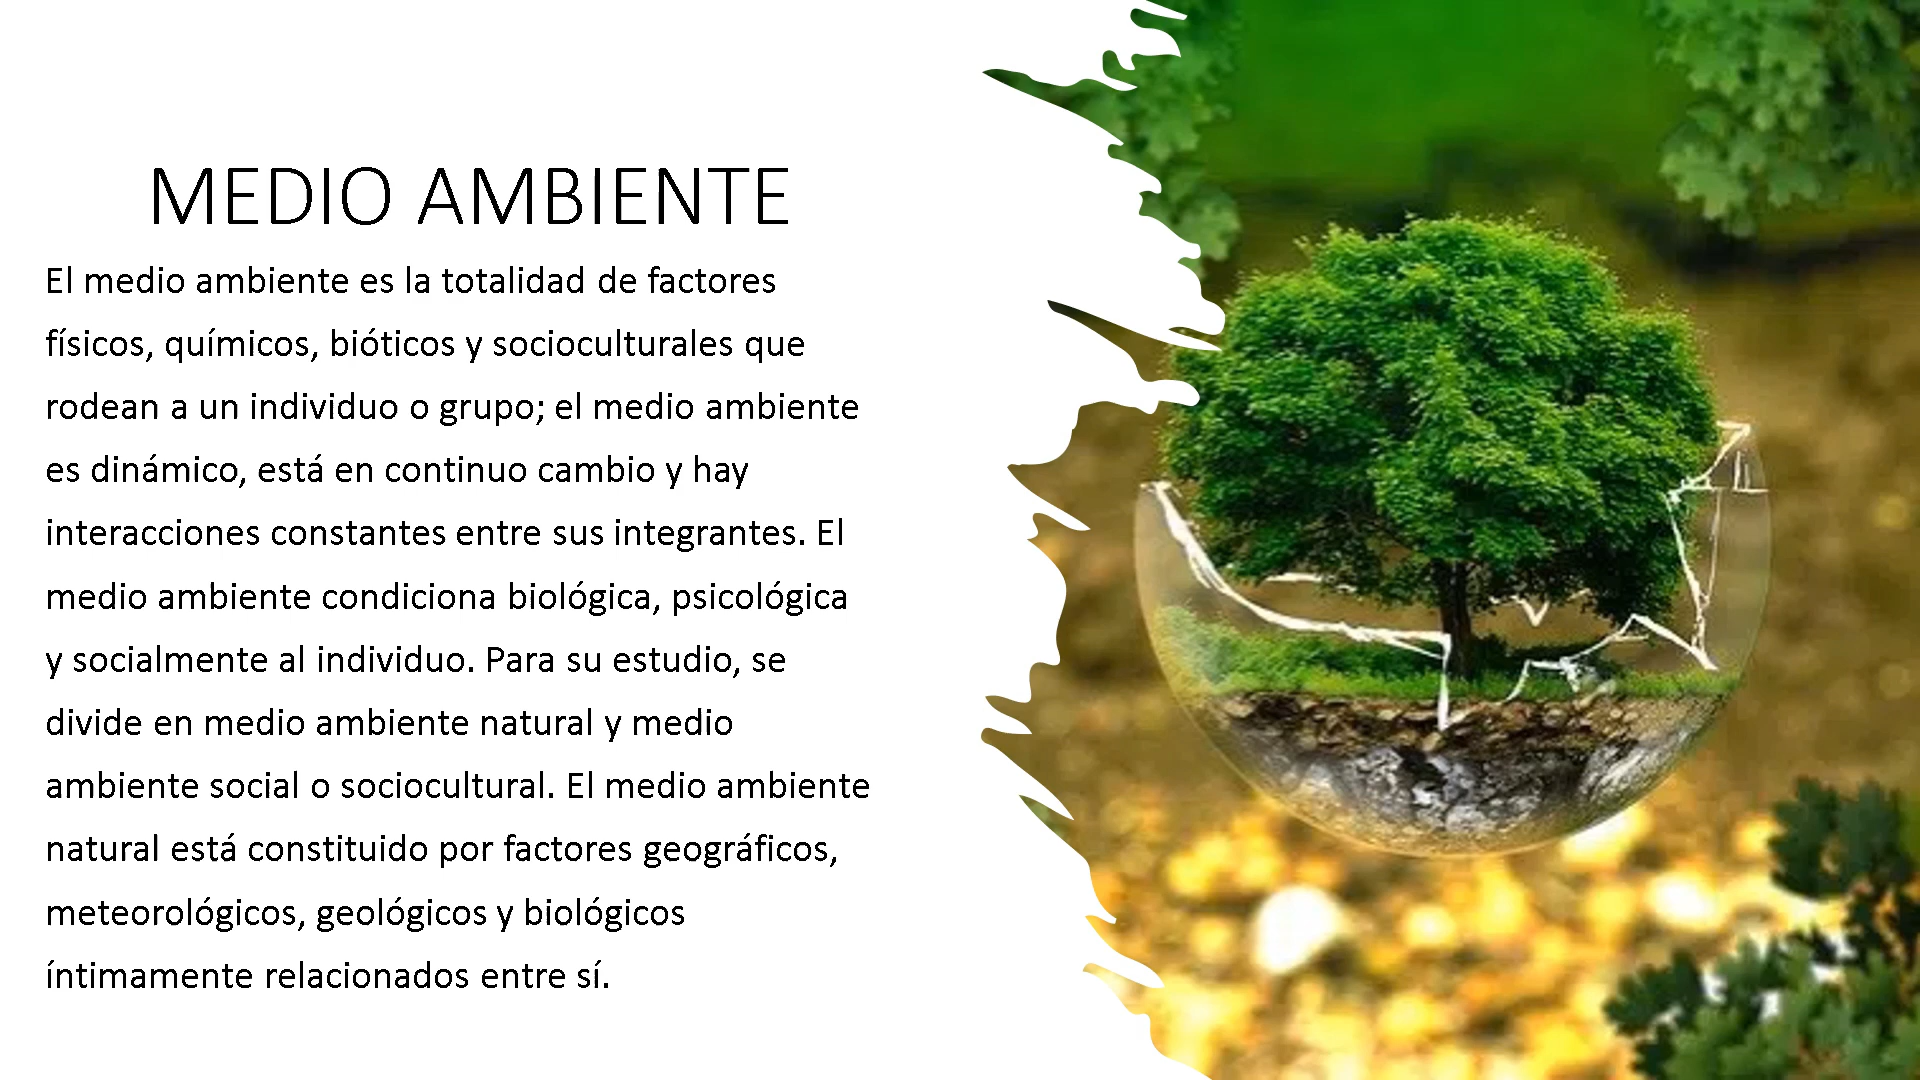 MEDIO AMBIENTE
El medio ambiente es la totalidad de factores
físicos, químicos, bióticos y socioculturales que
rodean a un individuo o grupo; el medio ambiente
es dinámico, está en continuo cambio y hay
interacciones constantes entre sus integrantes. El
medio ambiente condiciona biológica, psicológica
y socialmente al individuo. Para su estudio, se
divide en medio ambiente natural y medio
ambiente social o sociocultural. El medio ambiente
natural está constituido por factores geográficos,
meteorológicos, geológicos y biológicos
íntimamente relacionados entre sí.